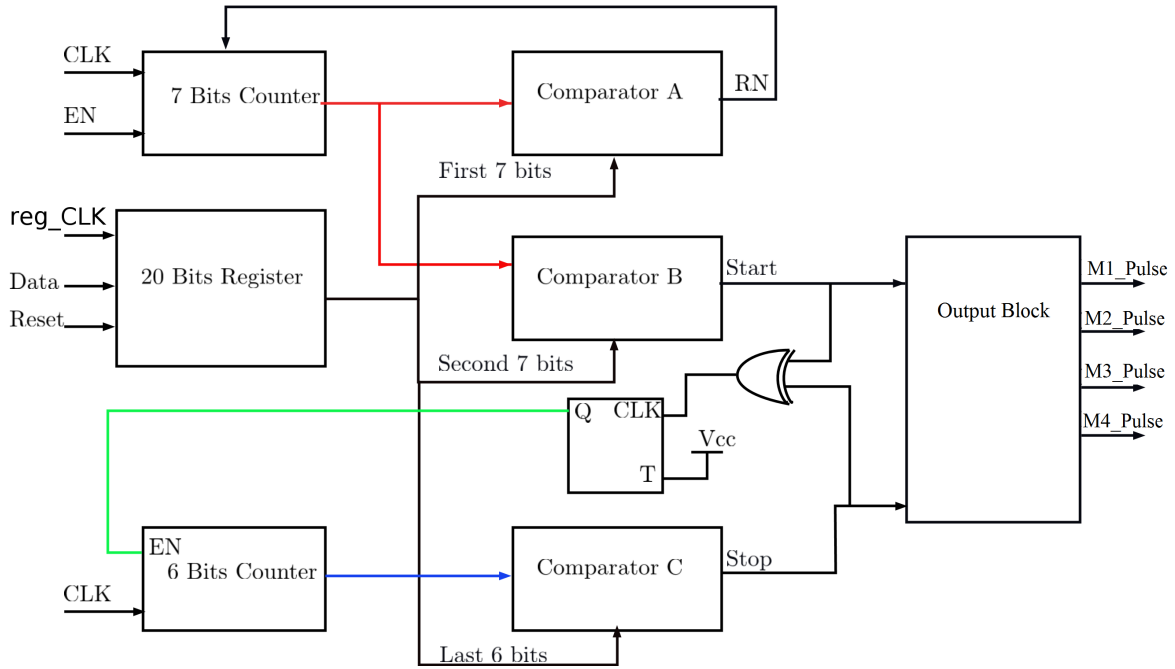 CLK
7 Bits Counter
EN
Comparator A
RN
First 7 bits
reg_CLK
Data
Reset
20 Bits Register
Comparator B
Start
Second 7 bits
Output Block
M1_Pulse
M2_Pulse
M3_Pulse
M4_Pulse
Q CLK
T
Vcc
EN
6 Bits Counter
CLK
Comparator C
Stop
Last 6 bits